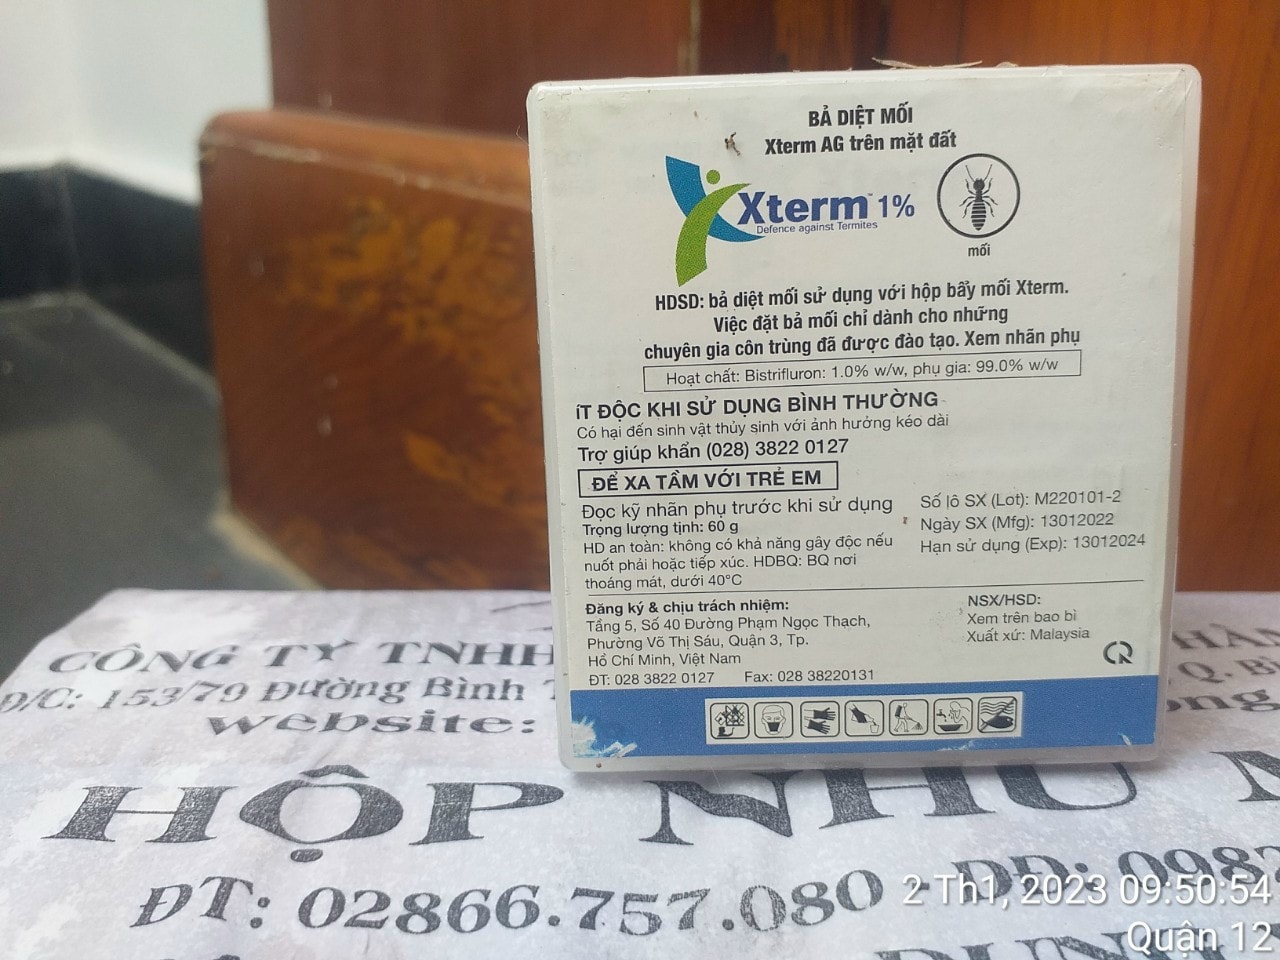 BẢ DIỆT MỐI
Xterm AG trên mặt đất
Xterm™ 1%
Defence against Termites
mối
HDSD: bả diệt mối sử dụng với hộp bẫy mối Xterm.
Việc đặt bả mối chỉ dành cho những
chuyên gia côn trùng đã được đào tạo. Xem nhãn phụ
Hoạt chất: Bistrifluron: 1.0% w/w, phụ gia: 99.0% w/w
íT ĐỘC KHI SỬ DỤNG BÌNH THƯỜNG
Có hại đến sinh vật thủy sinh với ảnh hưởng kéo dài
Trợ giúp khẩn (028) 3822 0127
ĐỂ XA TẦM VỚI TRẺ EM
Đọc kỹ nhãn phụ trước khi sử dụng
Trọng lượng tịnh: 60 g
HD an toàn: không có khả năng gây độc nếu
nuốt phải hoặc tiếp xúc. HDBQ: BQ nơi
thoáng mát, dưới 40°C
Số lô SX (Lot): M220101-2
Ngày SX (Mfg): 13012022
Hạn sử dụng (Exp): 13012024
Đăng ký & chịu trách nhiệm:
Tầng 5, Số 40 Đường Phạm Ngọc Thạch,
Phường Võ Thị Sáu, Quận 3, Tp.
Hồ Chí Minh, Việt Nam
ĐT: 028 3822 0127 Fax: 028 38220131
NSX/HSD:
Xem trên bao bì
Xuất xứ: Malaysia
CÔNG TY TNHH
Đ/C: 153/79 Đường Bình
Q.
website:
HỘP NHU
ĐT: 02866.757.080 - DĐ: 098
2 Th1, 2023 09:50:54
Quận 12